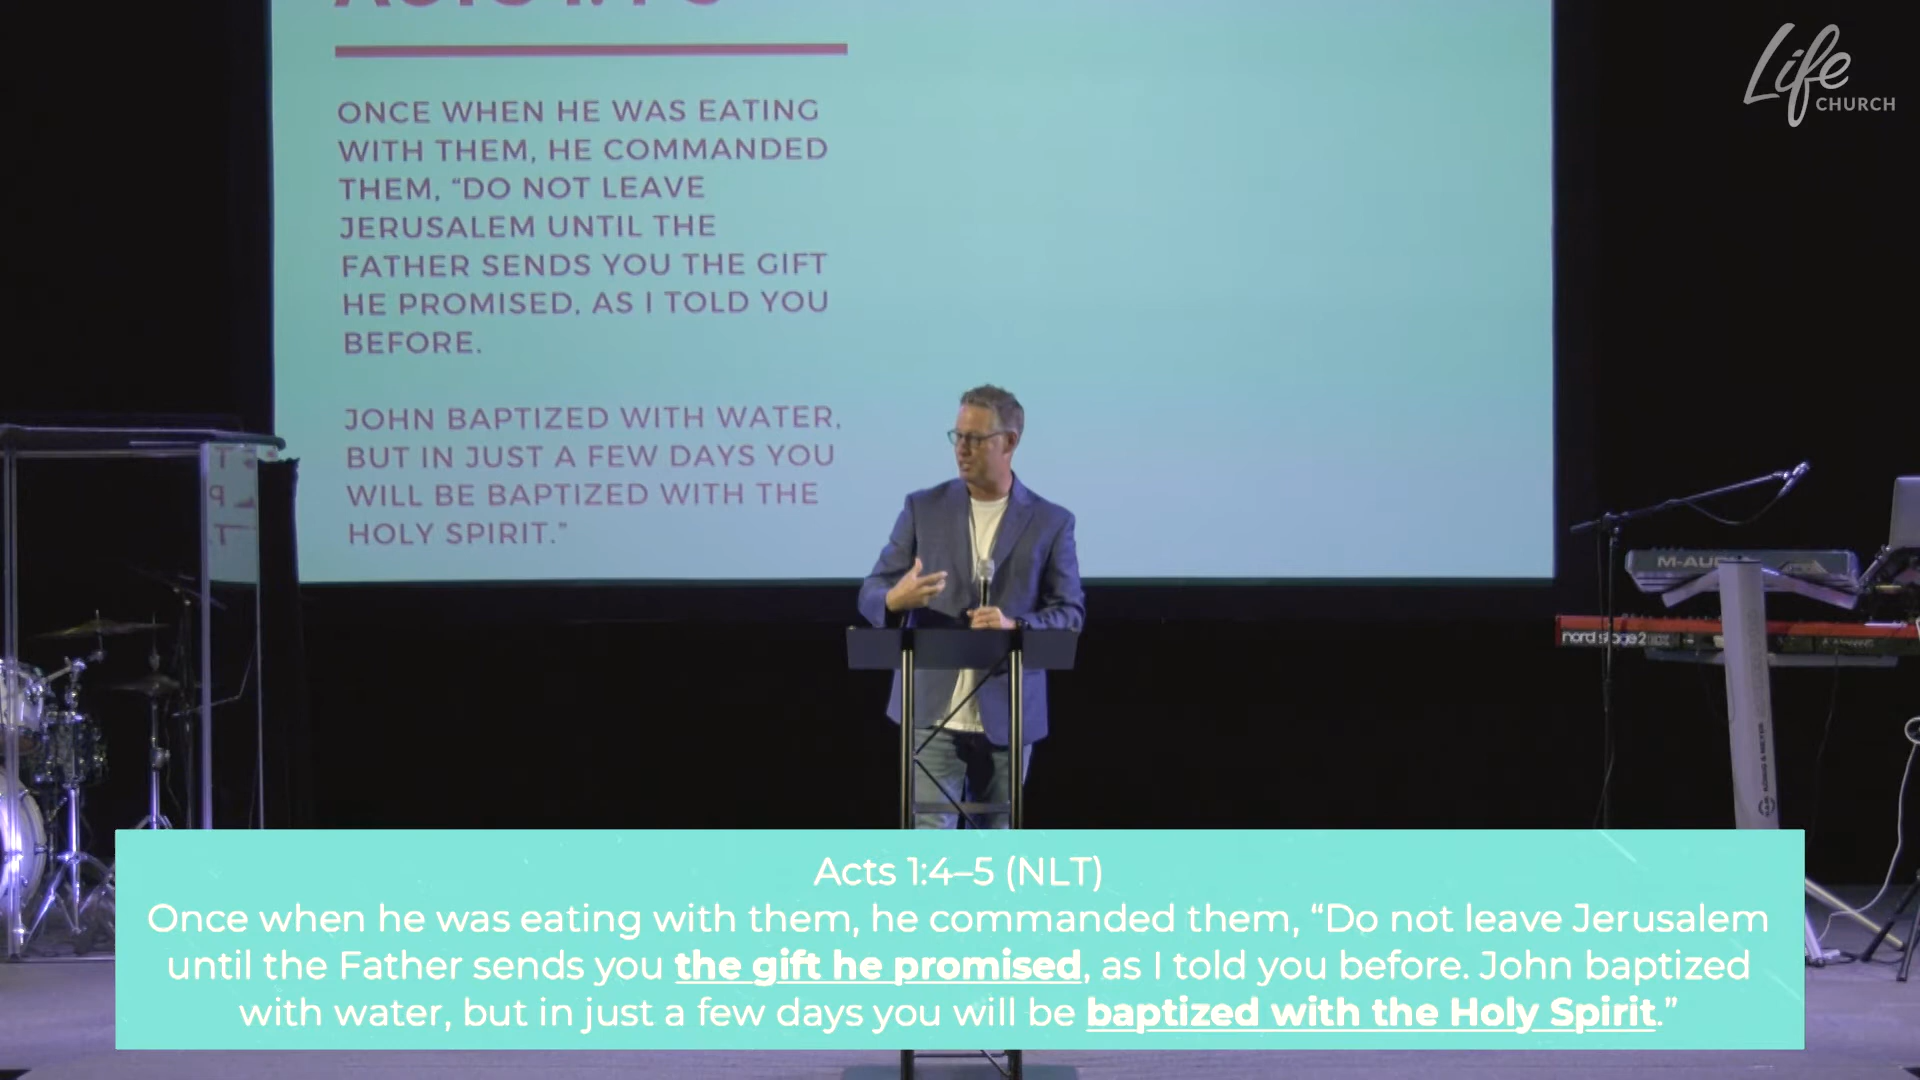 Life
CHURCH
ONCE WHEN HE WAS EATING
WITH THEM, HE COMMANDED
THEM, “DO NOT LEAVE
JERUSALEM UNTIL THE
FATHER SENDS YOU THE GIFT
HE PROMISED, AS I TOLD YOU
BEFORE.
JOHN BAPTIZED WITH WATER,
BUT IN JUST A FEW DAYS YOU
WILL BE BAPTIZED WITH THE
HOLY SPIRIT.”
nord stage 2
Acts 1:4–5 (NLT)
Once when he was eating with them, he commanded them, “Do not leave Jerusalem
until the Father sends you the gift he promised, as I told you before. John baptized
with water, but in just a few days you will be baptized with the Holy Spirit.”